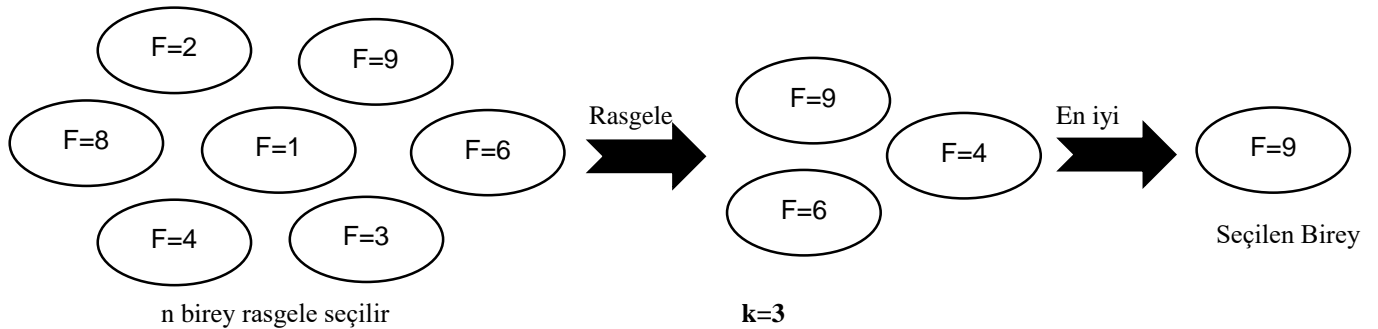 F=2
F=9
F=8
F=1
F=6
F=4
F=3
n birey rasgele seçilir
Rasgele
F=9
F=4
F=6
k=3
En iyi
F=9
Seçilen Birey